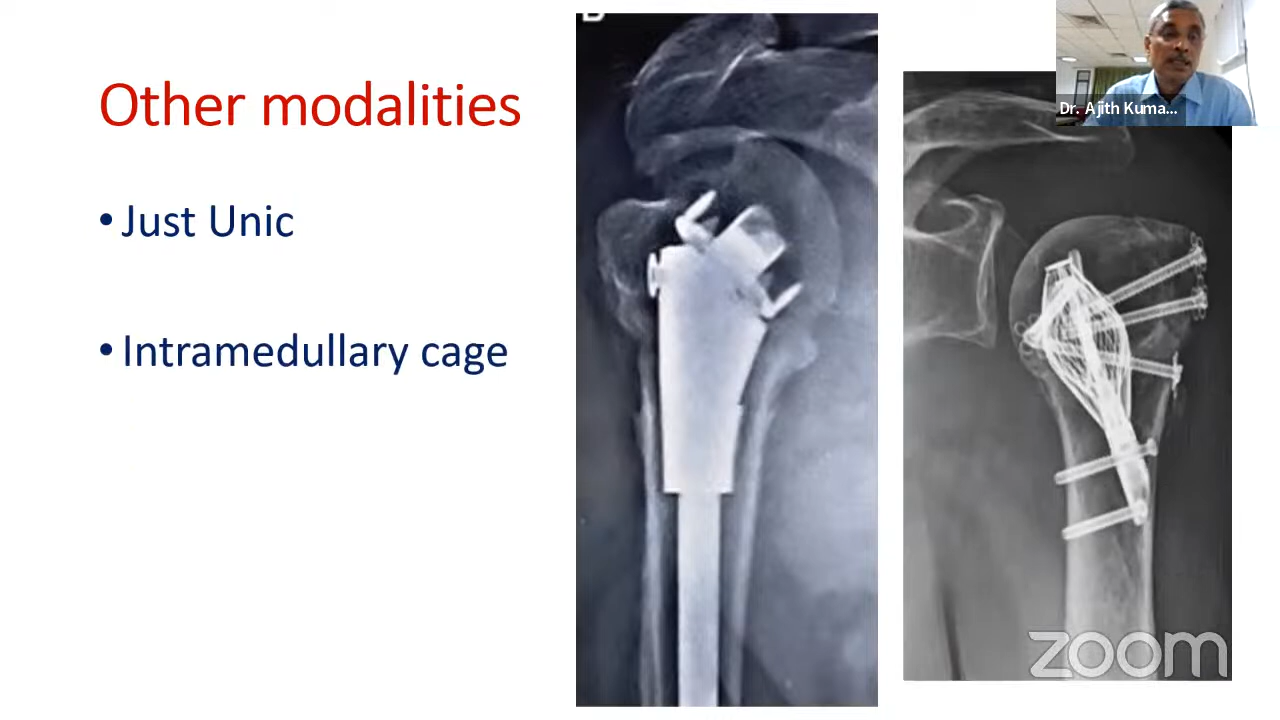 Other modalities
• Just Unic
• Intramedullary cage
Dr. Ajith Kuma...
zoom